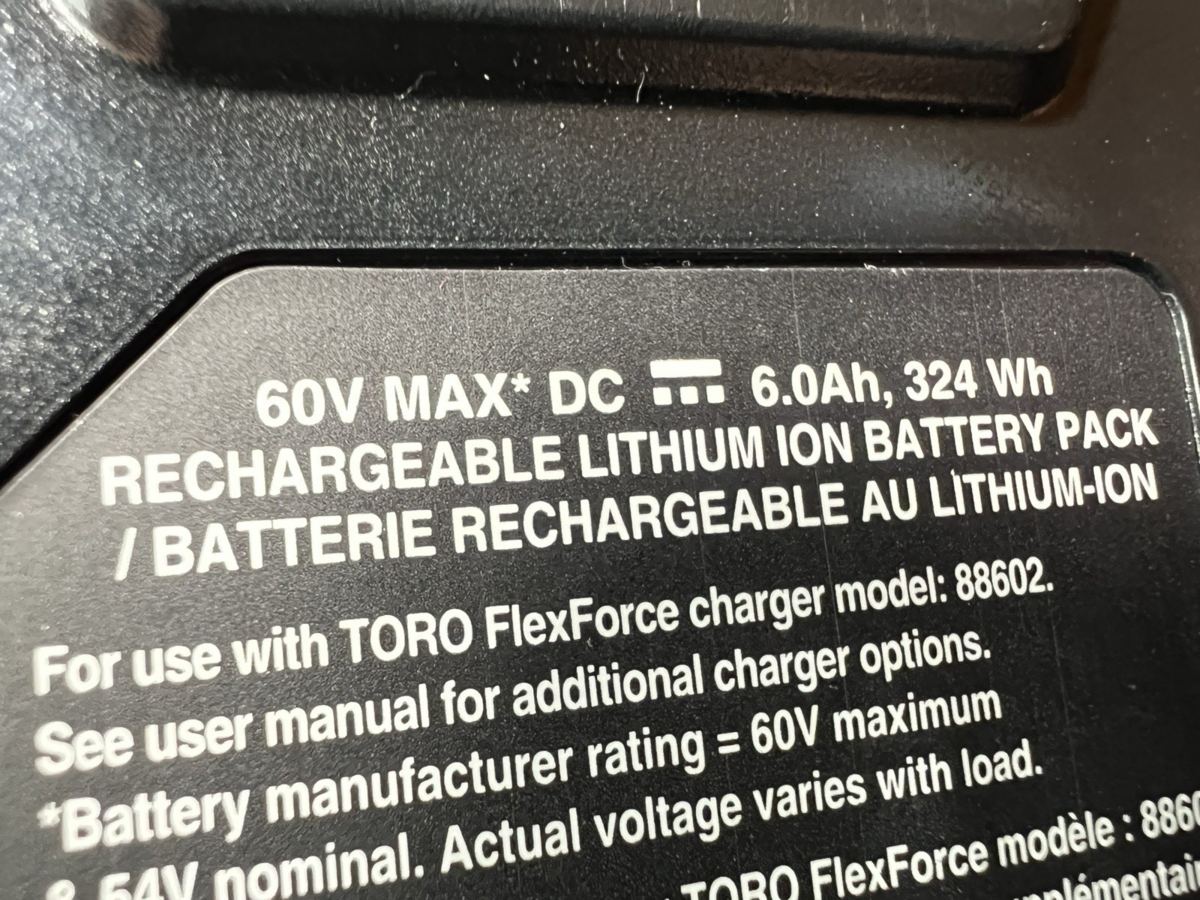 60V MAX* DC ⎓ 6.0Ah, 324 Wh
RECHARGEABLE LITHIUM ION BATTERY PACK
/ BATTERIE RECHARGEABLE AU LITHIUM-ION
For use with TORO FlexForce charger model: 88602.
See user manual for additional charger options.
*Battery manufacturer rating = 60V maximum
& 54V nominal. Actual voltage varies with load.
TORO FlexForce modèle :